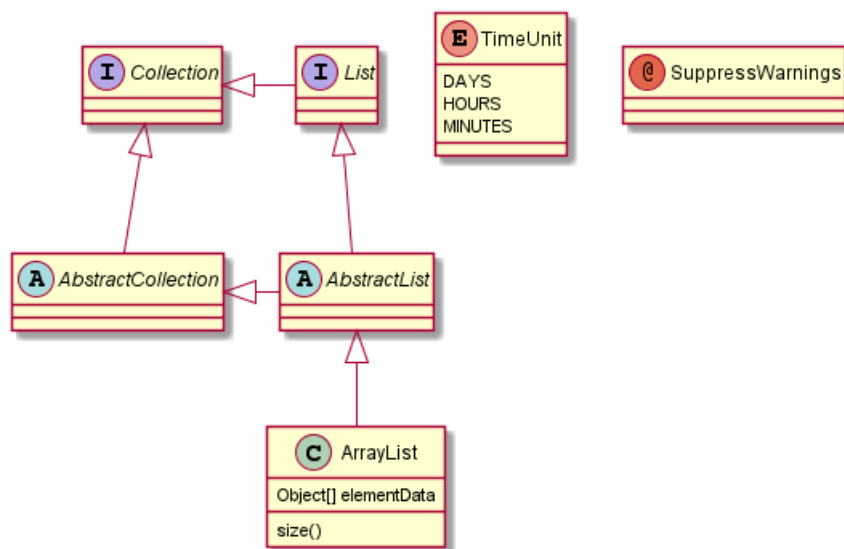 I Collection
I List
E TimeUnit
DAYS
HOURS
MINUTES
@ SuppressWarnings
A AbstractCollection
A AbstractList
C ArrayList
Object[] elementData
size()